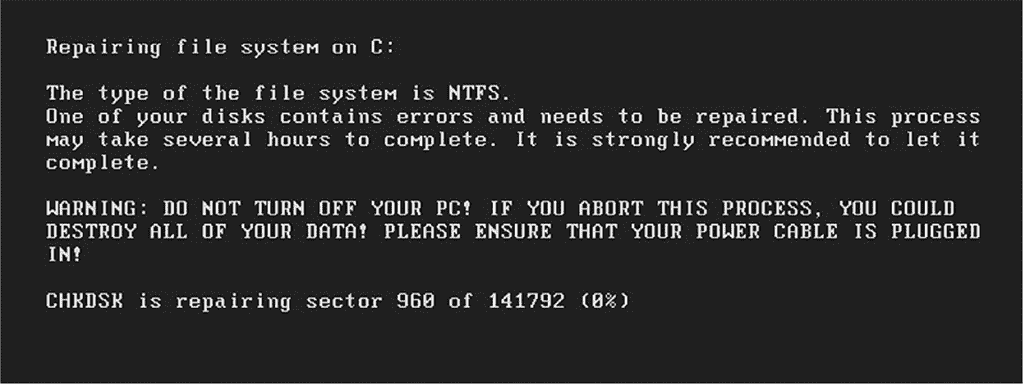 Repairing file system on C:
The type of the file system is NTFS.
One of your disks contains errors and needs to be repaired. This process
may take several hours to complete. It is strongly recommended to let it
complete.
WARNING: DO NOT TURN OFF YOUR PC! IF YOU ABORT THIS PROCESS, YOU COULD
DESTROY ALL OF YOUR DATA! PLEASE ENSURE THAT YOUR POWER CABLE IS PLUGGED
IN!
CHKDSK is repairing sector 960 of 141792 (0%)